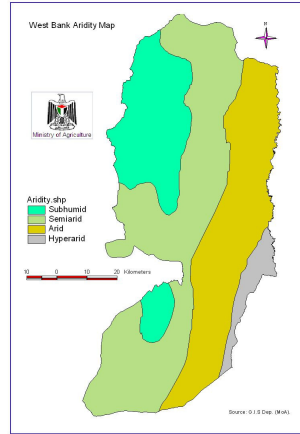 West Bank Aridity Map
N
Ministry of Agriculture
Aridity.shp
Subhumid
Semiarid
Arid
Hyperarid
10 0 10 20 Kilometers
Source: G.I.S Dep. (MoA).